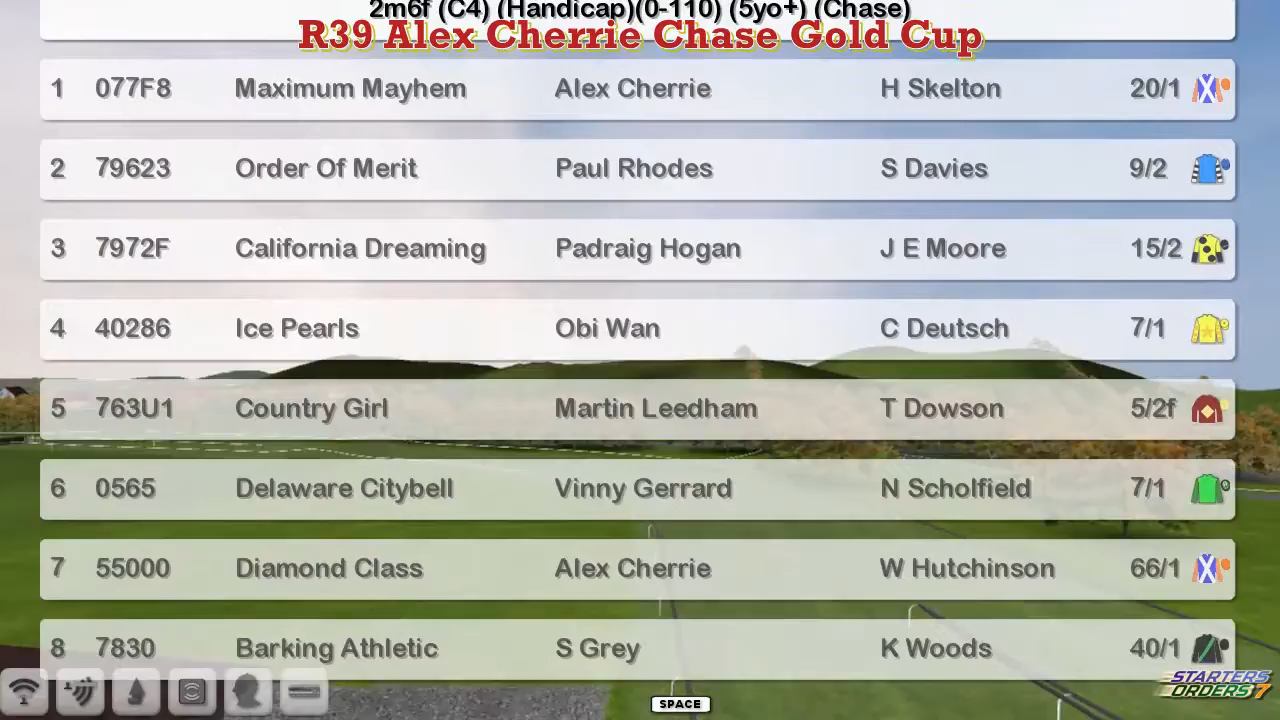 2m6f (C4) (Handicap)(0-110) (5yo+) (Chase)
R39 Alex Cherrie Chase Gold Cup
1 077F8 Maximum Mayhem Alex Cherrie H Skelton 20/1
2 79623 Order Of Merit Paul Rhodes S Davies 9/2
3 7972F California Dreaming Padraig Hogan J E Moore 15/2
4 40286 Ice Pearls Obi Wan C Deutsch 7/1
5 763U1 Country Girl Martin Leedham T Dowson 5/2f
6 0565 Delaware Citybell Vinny Gerrard N Scholfield 7/1
7 55000 Diamond Class Alex Cherrie W Hutchinson 66/1
8 7830 Barking Athletic S Grey K Woods 40/1
SPACE
STARTERS
ORDERS 7